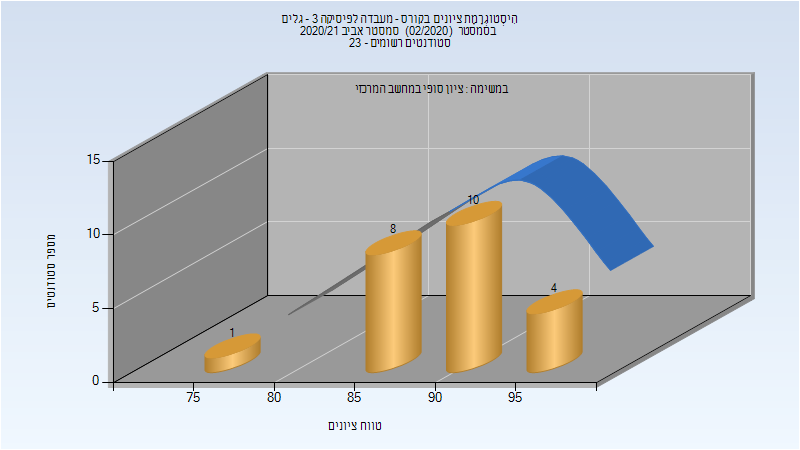 היסטוגרמת ציונים בקורס - מעבדה לפיסיקה 3 - גלים
בסמסטר (02/2020) סמסטר אביב 2020/21
סטודנטים רשומים - 23
במשימה : ציון סופי במחשב המרכזי
15
10
5
0
מספר סטודנטים
1
8
10
4
75
80
85
90
95
טווח ציונים